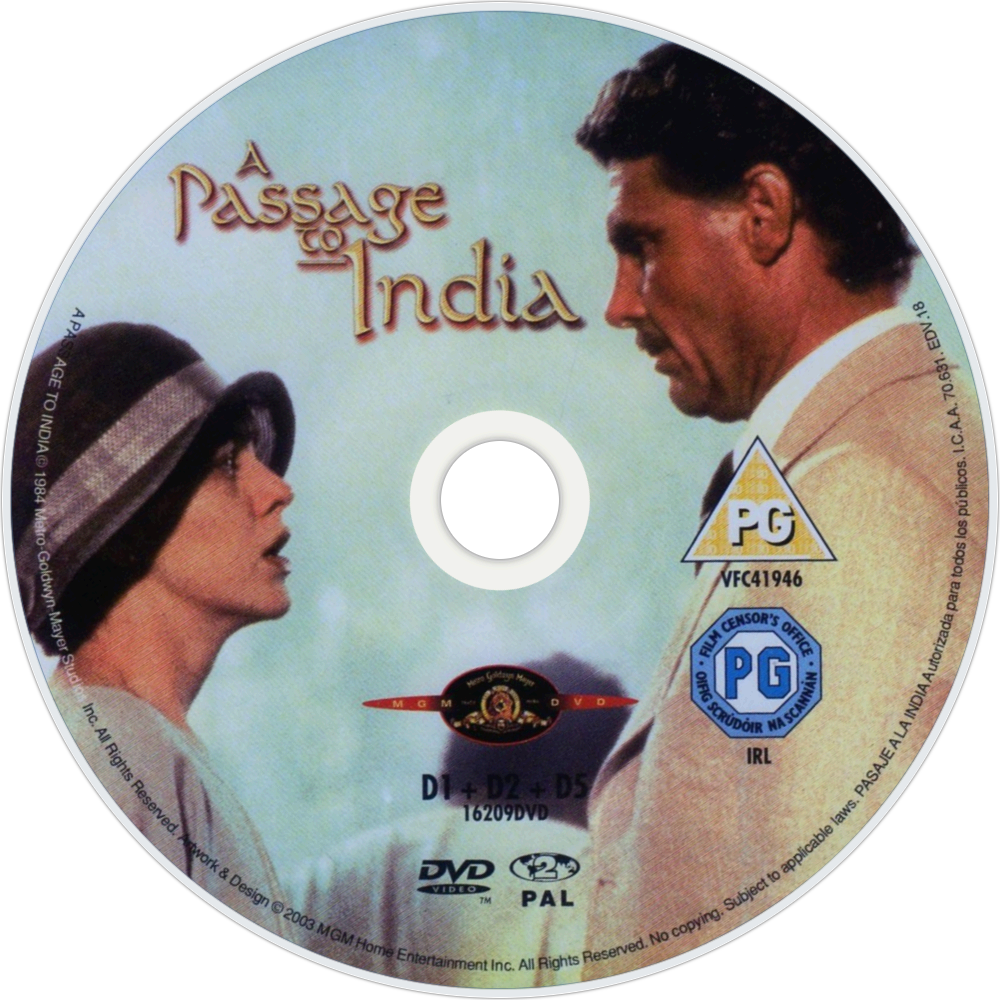 A
Passage
to
India
PG
VFC41946
FILM CENSOR'S OFFICE
PG
OIFIG SCRÚDÓIR NA SCANNÁN
IRL
Metro Goldwyn Mayer
MGM DVD
D1 + D2 + D5
16209DVD
DVD
VIDEO
TM
2
PAL
A PASSAGE TO INDIA © 1984 Metro-Goldwyn-Mayer Studios Inc. All Rights Reserved. Artwork & Design © 2003 MGM Home Entertainment Inc. All Rights Reserved. No copying. Subject to applicable laws. PASAJE A LA INDIA Autorizada para todos los públicos. I.C.A.A. 70.631. EDV.18